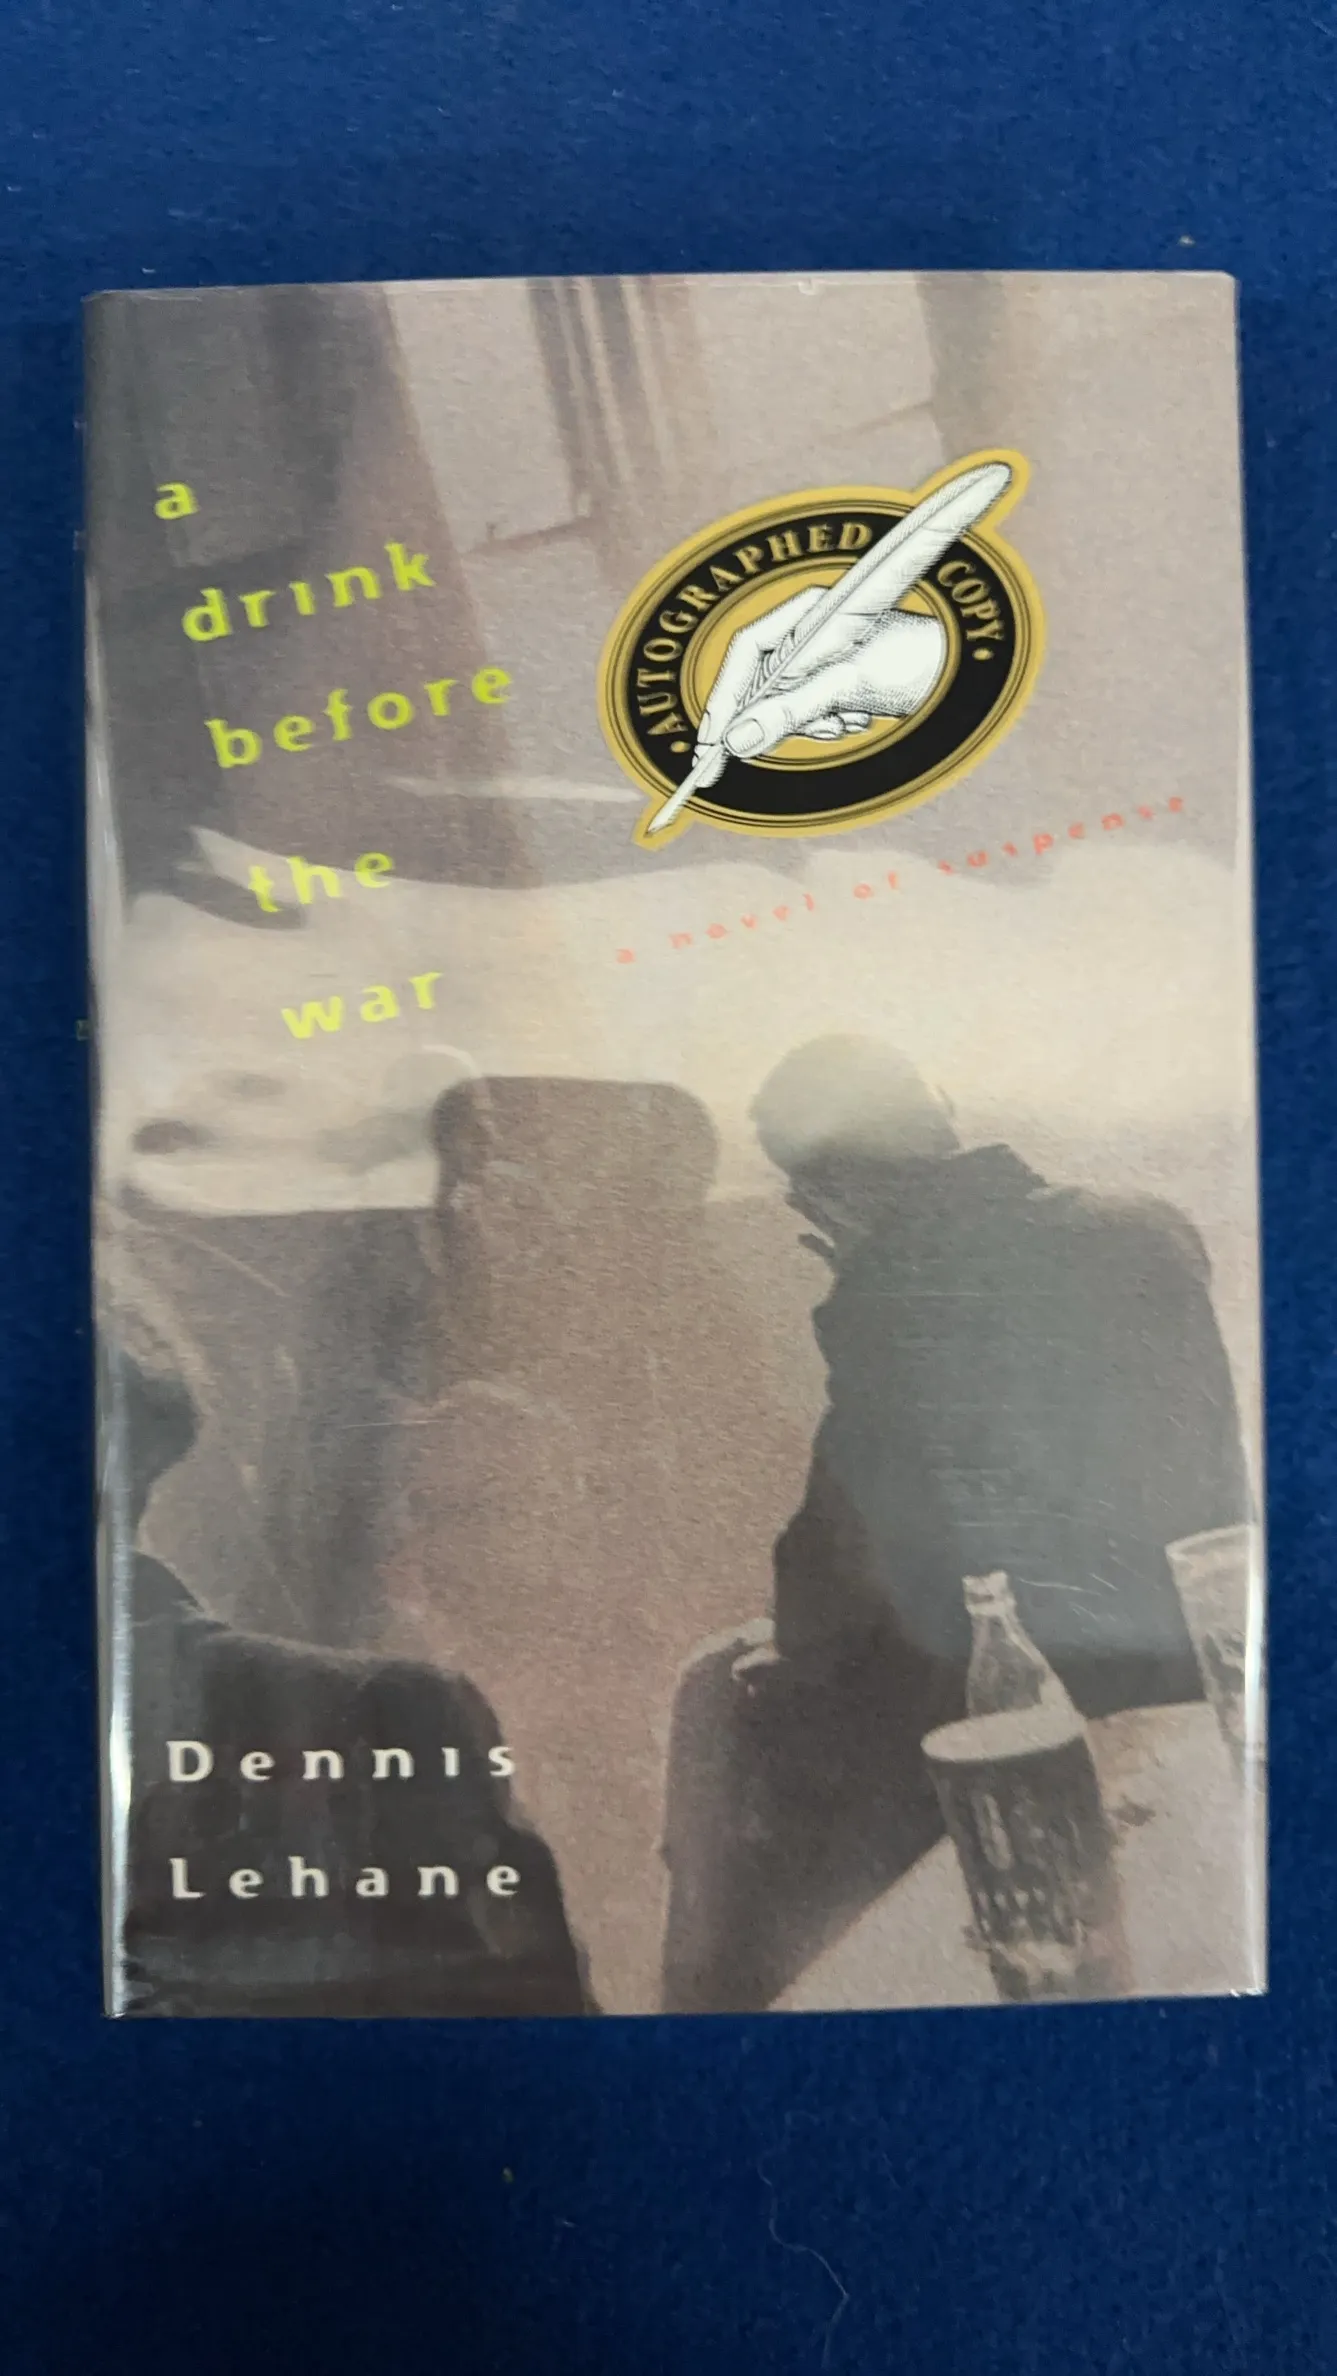 a
drink
before
the
war
AUTOGRAPHED COPY
a novel of suspense
Dennis
Lehane